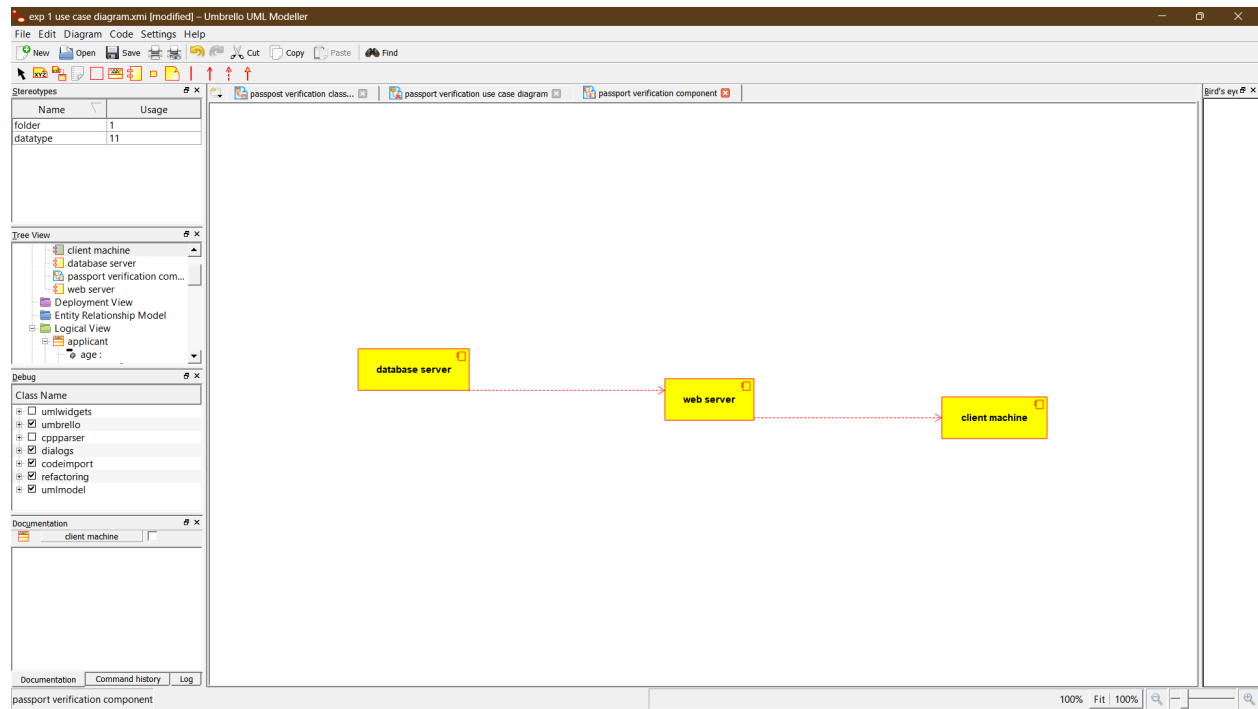 exp 1 use case diagram.xmi [modified] – Umbrello UML Modeller
File Edit Diagram Code Settings Help
New Open Save Cut Copy Paste Find
XYZ
Stereotypes
passpost verification class... passport verification use case diagram passport verification component
Bird's eye
Name Usage
folder 1
datatype 11
Tree View
client machine
database server
passport verification com...
web server
Deployment View
Entity Relationship Model
Logical View
applicant
age :
Debug
Class Name
umlwidgets
umbrello
cppparser
dialogs
codeimport
refactoring
umlmodel
database server
web server
client machine
Documentation
client machine
Documentation Command history Log
passport verification component
100% Fit 100%